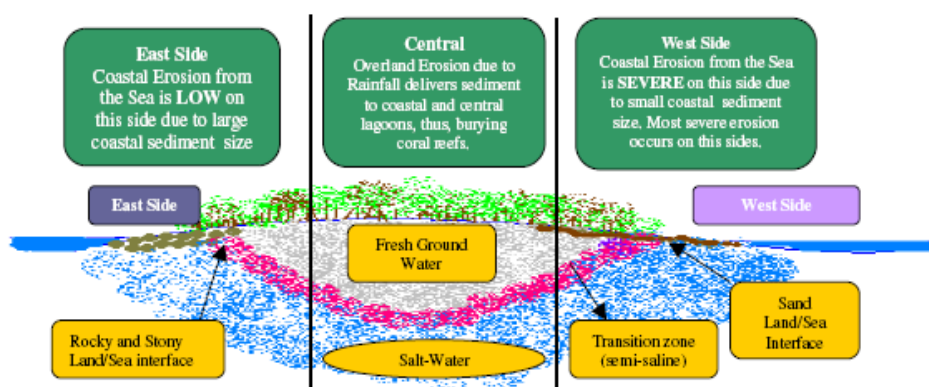 East Side
Coastal Erosion from
the Sea is LOW on
this side due to large
coastal sediment size
Central
Overland Erosion due to
Rainfall delivers sediment
to coastal and central
lagoons, thus, burying
coral reefs.
West Side
Coastal Erosion from the Sea
is SEVERE on this side due
to small coastal sediment
size. Most severe erosion
occurs on this sides.
East Side
West Side
Fresh Ground
Water
Rocky and Stony
Land/Sea interface
Salt-Water
Transition zone
(semi-saline)
Sand
Land/Sea
Interface